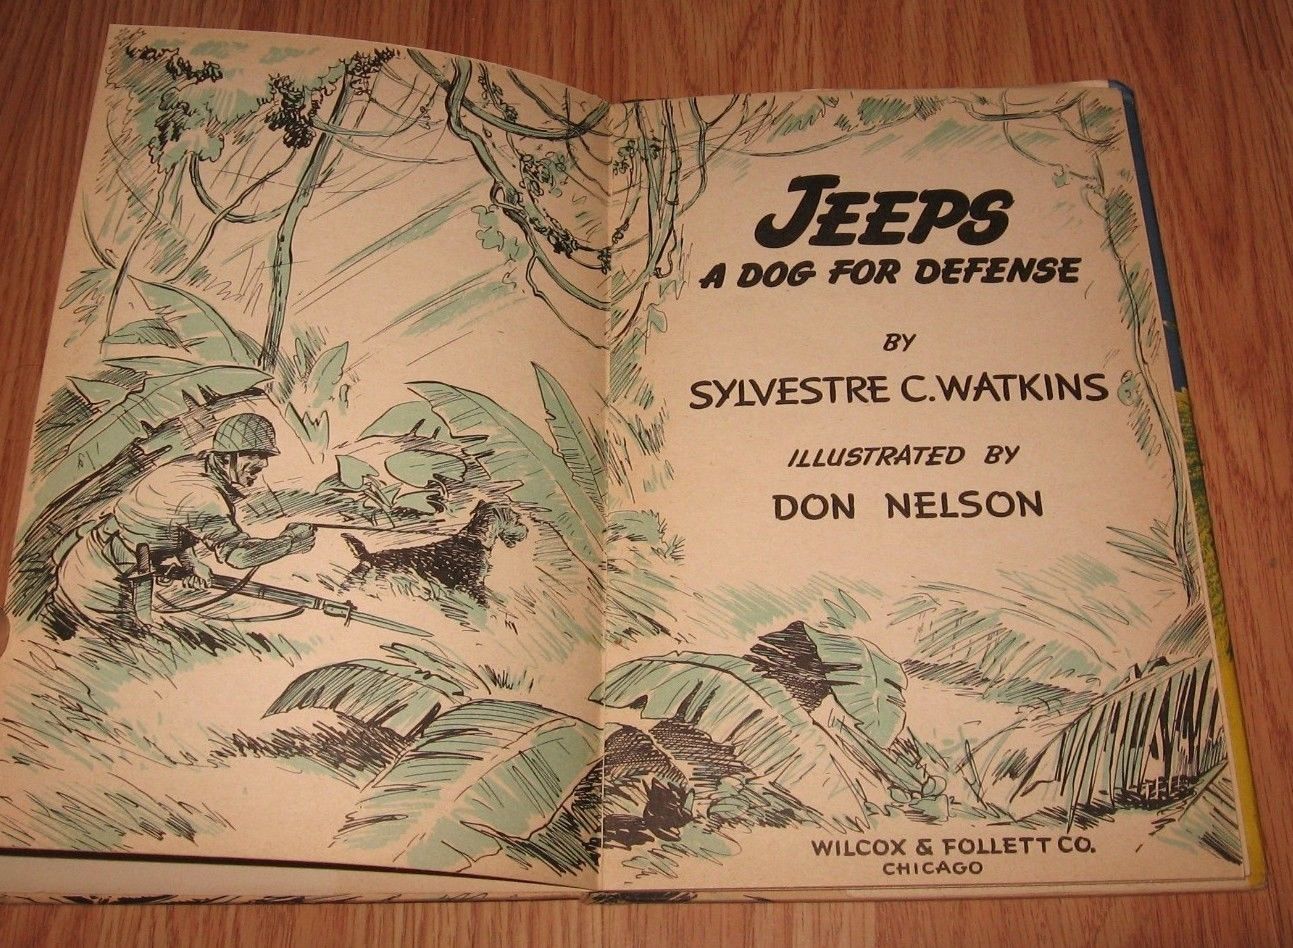 JEEPS
A DOG FOR DEFENSE
BY
SYLVESTRE C. WATKINS
ILLUSTRATED BY
DON NELSON
WILCOX & FOLLETT CO.
CHICAGO